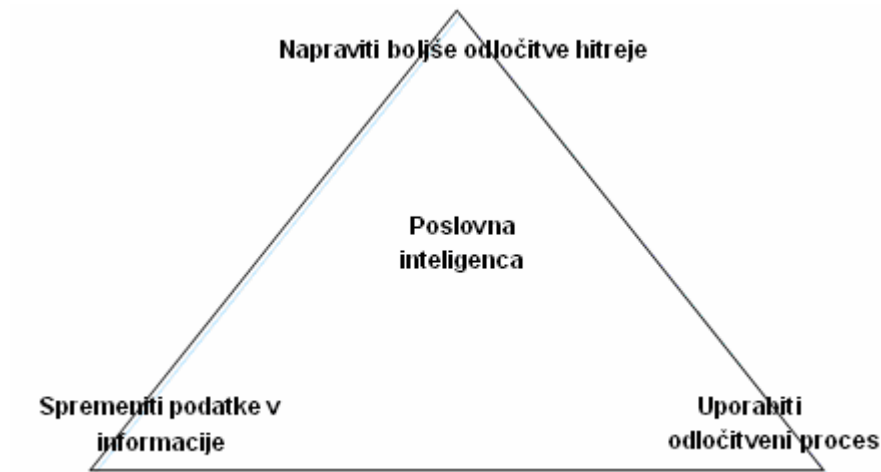 Napraviti boljše odločitve hitreje
Poslovna
inteligenca
Spremeniti podatke v
informacije
Uporabiti
odločitveni proces